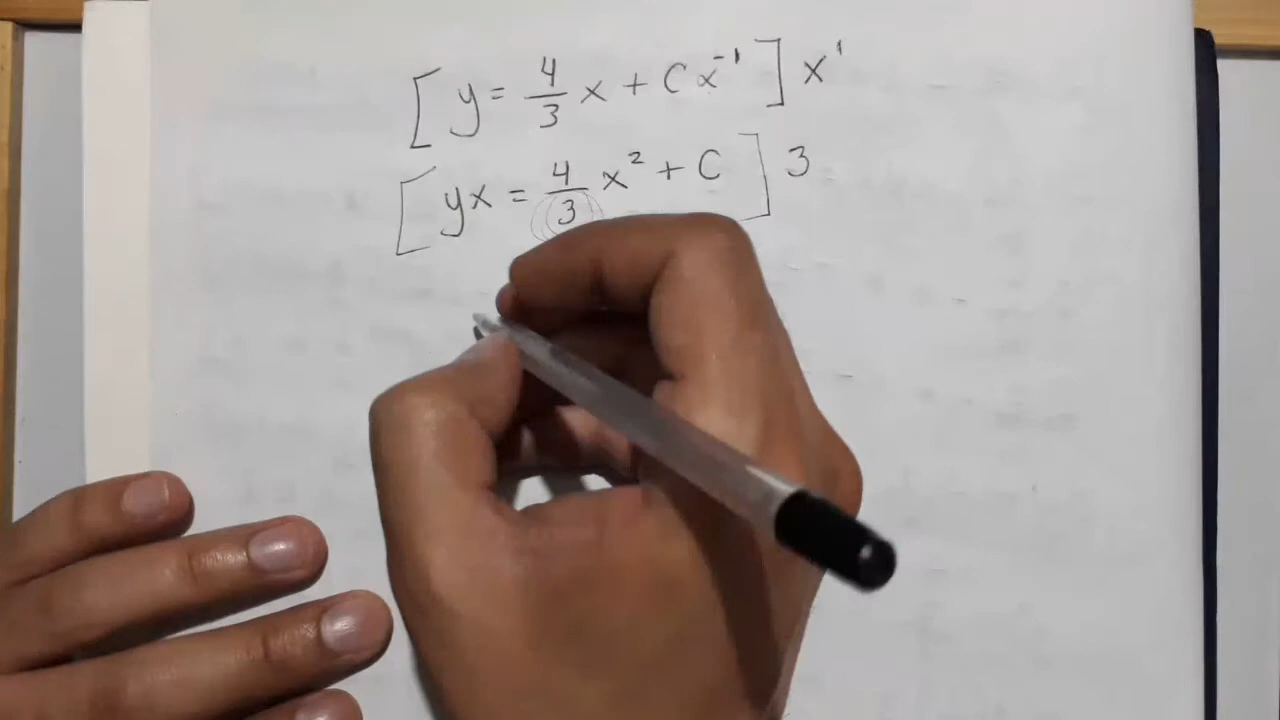 [ y = 4/3 x + Cx⁻¹ ] x¹
[ yx = 4/3 x² + C ] 3